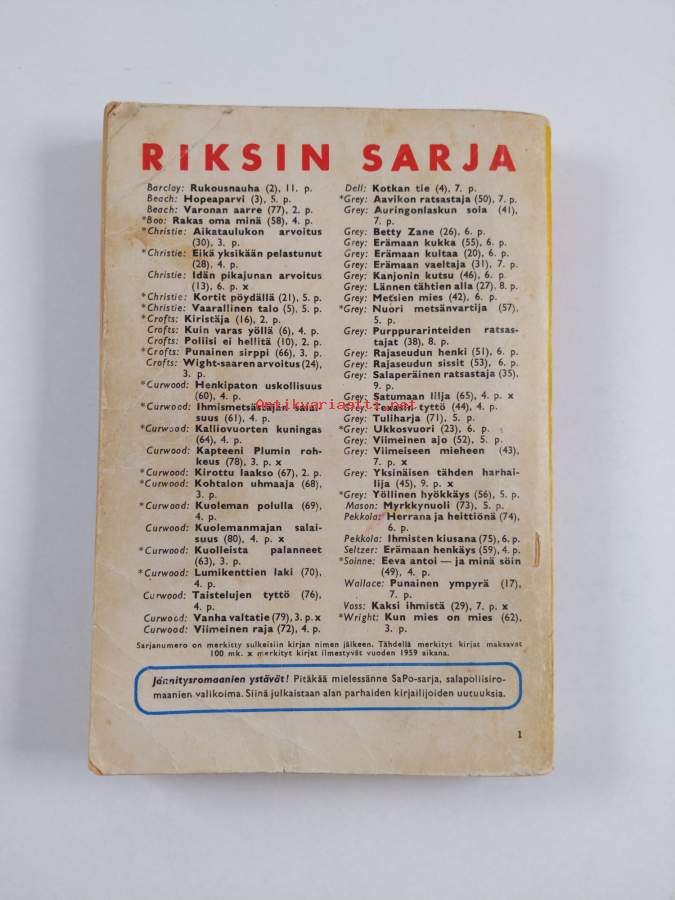 RIKSIN SARJA
Barclay: Rukousnauha (2), 11. p.
Beach: Hopeaparvi (3), 5. p.
Beach: Varonan aarre (77), 2. p.
*Boo: Rakas oma minä (58), 4. p.
*Christie: Aikataulukon arvoitus
(30), 3. p.
*Christie: Eikä yksikään pelastunut
(28), 4. p.
Christie: Idän pikajunan arvoitus
(13), 6. p. x
*Christie: Kortit pöydällä (21), 5. p.
*Christie: Vaarallinen talo (5), 5. p.
*Crofts: Kiristäjä (16), 2. p.
Crofts: Kuin varas yöllä (6), 4. p.
Crofts: Poliisi ei hellitä (10), 2. p.
*Crofts: Punainen sirppi (66), 3. p.
Crofts: Wight-saaren arvoitus (24),
3. p.
*Curwood: Henkipaton uskollisuus
(60), 4. p.
*Curwood: Ihmismetsästäjän salai-
suus (61), 4. p.
*Curwood: Kalliovuorten kuningas
(64), 4. p.
Curwood: Kapteeni Plumin roh-
keus (78), 3. p. x
*Curwood: Kirottu laakso (67), 2. p.
*Curwood: Kohtalon uhmaaja (68),
3. p.
*Curwood: Kuoleman polulla (69),
4. p.
Curwood: Kuolemanmajan salai-
suus (80), 4. p. x
*Curwood: Kuolleista palanneet
(63), 3. p.
*Curwood: Lumikenttien laki (70),
4. p.
Curwood: Taistelujen tyttö (76),
4. p.
Curwood: Vanha valtatie (79), 3. p. x
Curwood: Viimeinen raja (72), 4. p.
Dell: Kotkan tie (4), 7. p.
*Grey: Aavikon ratsastaja (50), 7. p.
Grey: Auringonlaskun sola (41),
7. p.
Grey: Betty Zane (26), 6. p.
Grey: Erämaan kukka (55), 6. p.
Grey: Erämaan kultaa (20), 6. p.
Grey: Erämaan vaeltaja (31), 7. p.
Grey: Kanjonin kutsu (46), 6. p.
Grey: Lännen tähtien alla (27). 8. p.
Grey: Metsien mies (42), 6. p.
*Grey: Nuori metsänvartija (57),
5. p.
Grey: Purppurarinteiden ratsas-
tajat (38), 8. p.
Grey: Rajaseudun henki (51), 6. p.
Grey: Rajaseudun sissit (53), 6. p.
Grey: Salaperäinen ratsastaja (35),
9. p.
Grey: Satumaan lilja (65), 4. p. x
Grey: Texasin tyttö (44), 4. p.
Grey: Tuliharja (71), 5. p.
*Grey: Ukkosvuori (23), 6. p.
Grey: Viimeinen ajo (52), 5. p.
Grey: Viimeiseen mieheen (43),
7. p. x
Grey: Yksinäisen tähden harhai-
lija (45), 9. p. x
*Grey: Yöllinen hyökkäys (56), 5. p.
Mason: Myrkkynuoli (73), 5. p.
Pekkola: Herrana ja heittiönä (74),
6. p.
Pekkola: Ihmisten kiusana (75), 6. p.
Seltzer: Erämaan henkäys (59), 4. p.
*Soinne: Eeva antoi — ja minä söin
(49), 4. p.
Wallace: Punainen ympyrä (17),
7. p.
Voss: Kaksi ihmistä (29), 7. p. x
*Wright: Kun mies on mies (62),
3. p.
Antikvariaatti.net
Sarjanumero on merkitty sulkeisiin kirjan nimen jälkeen. Tähdellä merkityt kirjat maksavat
100 mk. x merkityt kirjat ilmestyvät vuoden 1959 aikana.
Jännitysromaanien ystävät! Pitäkää mielessänne SaPo-sarja, salapoliisiro-
maanien valikoima. Siinä julkaistaan alan parhaiden kirjailijoiden uutuuksia.
1